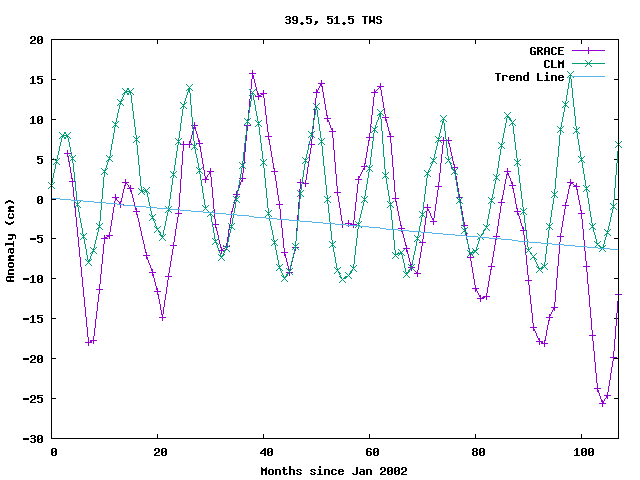 39.5, 51.5 TWS
GRACE
CLM
Trend Line
20
15
10
5
0
-5
-10
-15
-20
-25
-30
Anomaly (cm)
0 20 40 60 80 100
Months since Jan 2002